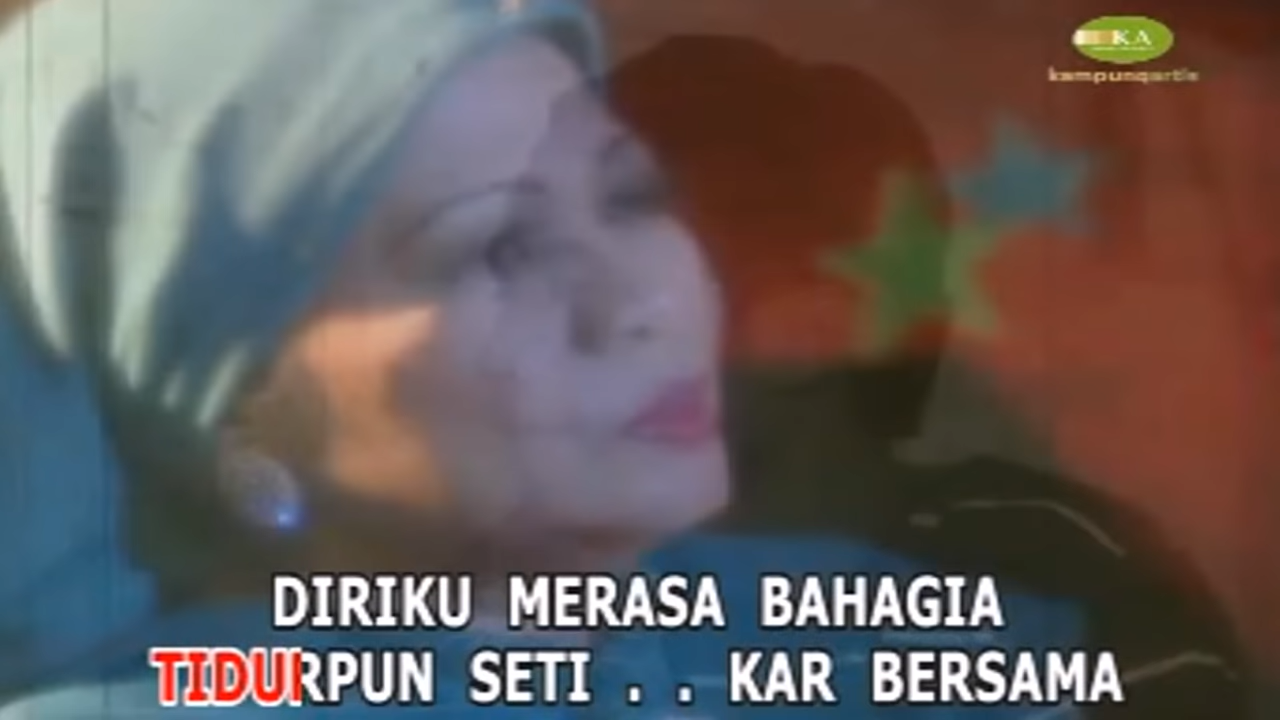 KA
kampungartis
DIRIKU MERASA BAHAGIA
TIDURPUN SETI . . KAR BERSAMA